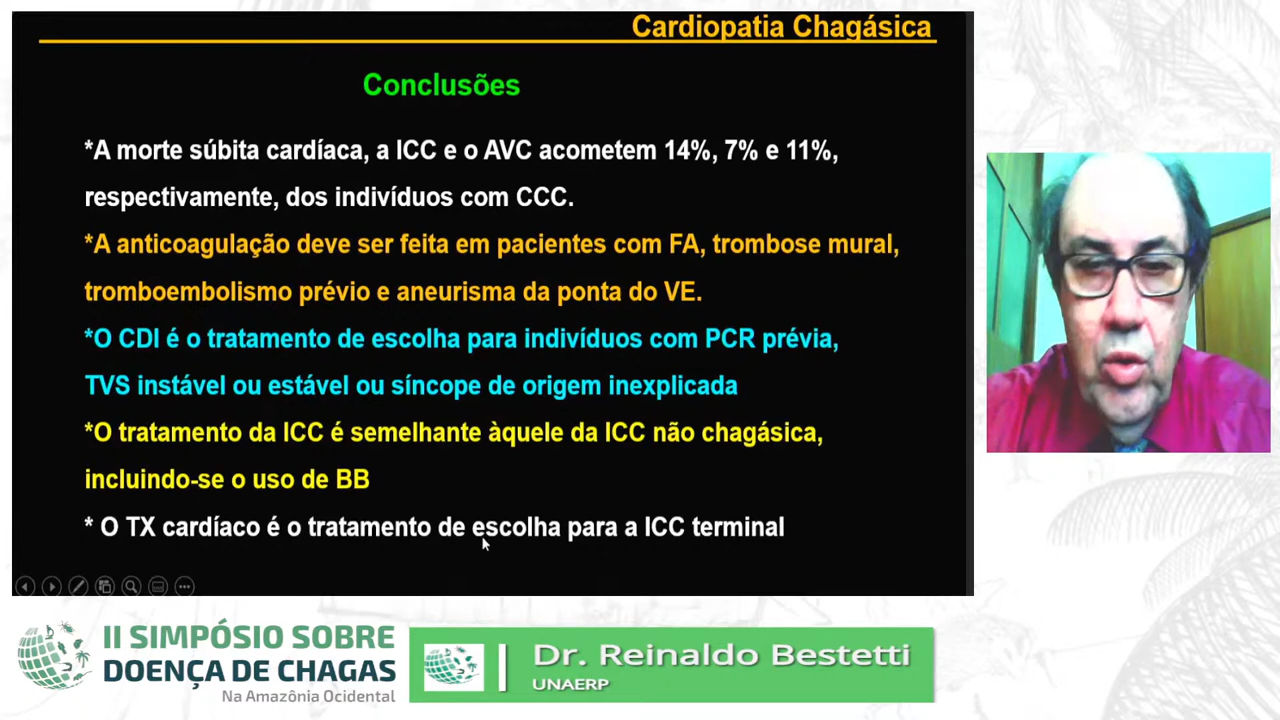 Cardiopatia Chagásica
Conclusões
*A morte súbita cardíaca, a ICC e o AVC acometem 14%, 7% e 11%,
respectivamente, dos indivíduos com CCC.
*A anticoagulação deve ser feita em pacientes com FA, trombose mural,
tromboembolismo prévio e aneurisma da ponta do VE.
*O CDI é o tratamento de escolha para indivíduos com PCR prévia,
TVS instável ou estável ou síncope de origem inexplicada
*O tratamento da ICC é semelhante àquele da ICC não chagásica,
incluindo-se o uso de BB
* O TX cardíaco é o tratamento de escolha para a ICC terminal
II SIMPÓSIO SOBRE
DOENÇA DE CHAGAS
Na Amazônia Ocidental
Dr. Reinaldo Bestetti
UNAERP